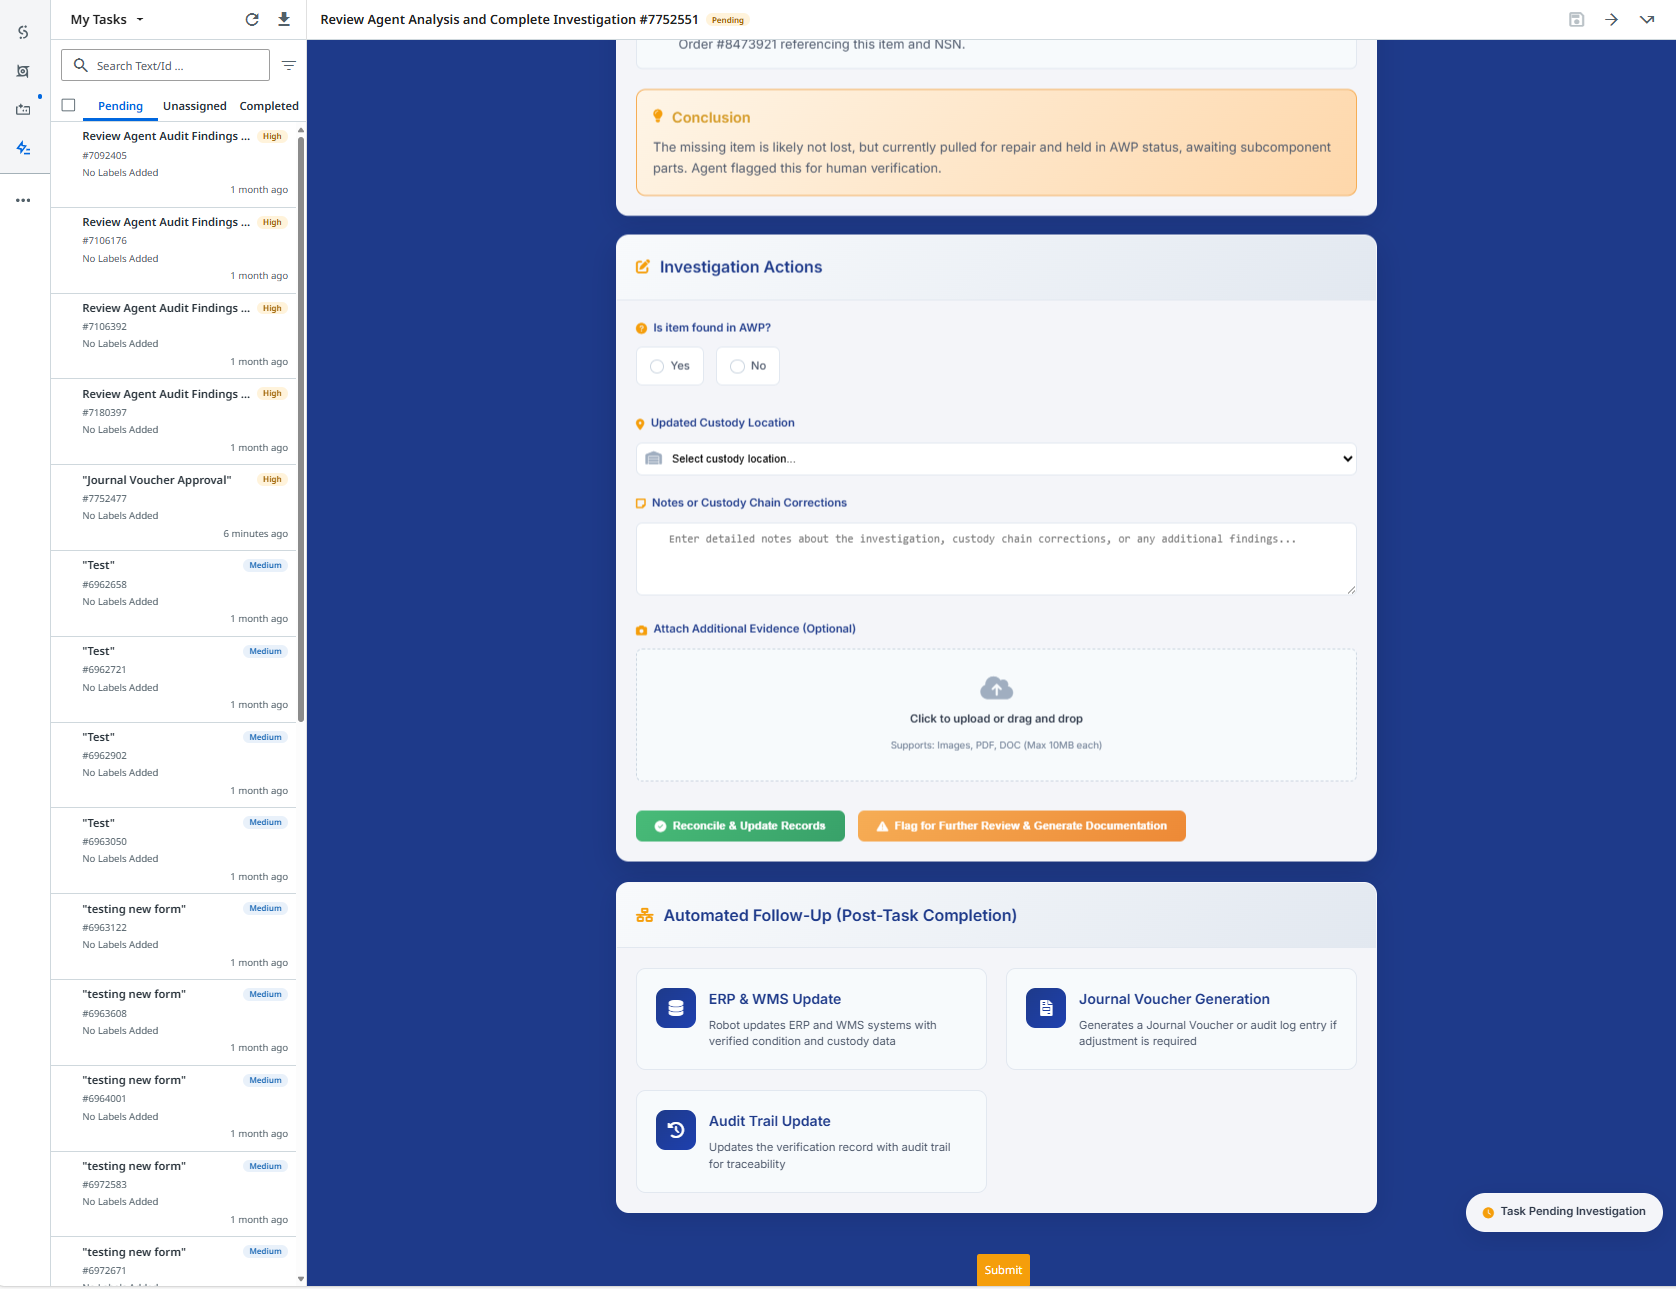 My Tasks
Search Text/Id ...
Pending Unassigned Completed
Review Agent Audit Findings ... High
#7092405
No Labels Added
1 month ago
Review Agent Audit Findings ... High
#7106176
No Labels Added
1 month ago
Review Agent Audit Findings ... High
#7106392
No Labels Added
1 month ago
Review Agent Audit Findings ... High
#7180397
No Labels Added
1 month ago
"Journal Voucher Approval" High
#7752477
No Labels Added
6 minutes ago
"Test" Medium
#6962658
No Labels Added
1 month ago
"Test" Medium
#6962721
No Labels Added
1 month ago
"Test" Medium
#6962902
No Labels Added
1 month ago
"Test" Medium
#6963050
No Labels Added
1 month ago
"testing new form" Medium
#6963122
No Labels Added
1 month ago
"testing new form" Medium
#6963608
No Labels Added
1 month ago
"testing new form" Medium
#6964001
No Labels Added
1 month ago
"testing new form" Medium
#6972583
No Labels Added
1 month ago
"testing new form" Medium
#6972671
Review Agent Analysis and Complete Investigation #7752551 Pending
Order #8473921 referencing this item and NSN.
Conclusion
The missing item is likely not lost, but currently pulled for repair and held in AWP status, awaiting subcomponent
parts. Agent flagged this for human verification.
Investigation Actions
Is item found in AWP?
Yes No
Updated Custody Location
Select custody location...
Notes or Custody Chain Corrections
Enter detailed notes about the investigation, custody chain corrections, or any additional findings...
Attach Additional Evidence (Optional)
Click to upload or drag and drop
Supports: Images, PDF, DOC (Max 10MB each)
Reconcile & Update Records Flag for Further Review & Generate Documentation
Automated Follow-Up (Post-Task Completion)
ERP & WMS Update
Robot updates ERP and WMS systems with
verified condition and custody data
Journal Voucher Generation
Generates a Journal Voucher or audit log entry if
adjustment is required
Audit Trail Update
Updates the verification record with audit trail
for traceability
Task Pending Investigation
Submit